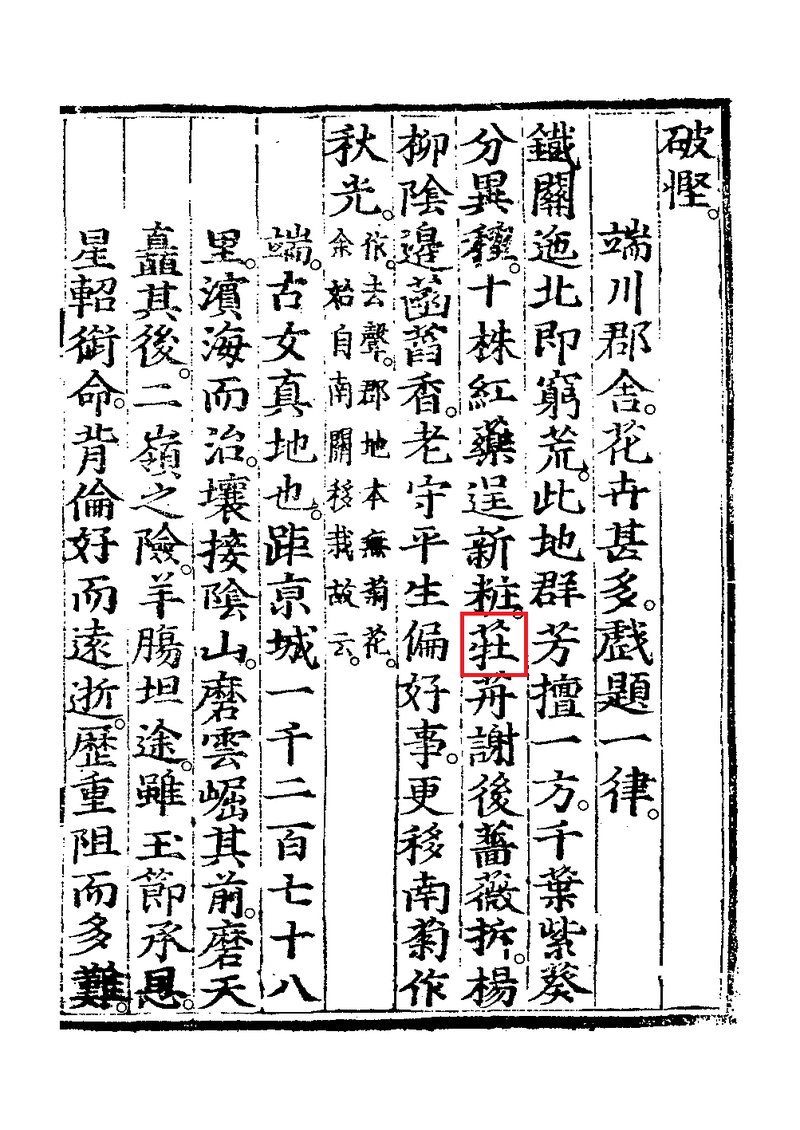 破慳。
端川郡舍。花卉甚多。戲題一律。
鐵關迤北即窮荒。此地群芳擅一方。千葉紫葵
分異種。十株紅藥逞新粧。䒟謝後薔薇拆。楊
柳陰邊菡萏香。老守平生偏好事。更移南菊作
秋光。
作。去聲。郡地本無菊花。
余始自南關移栽故云。
端。古女真地也。距京城一千二百七十八
里。濱海而治。壤接陰山。磨雲崛其前。磨天
矗其後。二嶺之險。羊腸坦途。雖玉節承恩。
星軺衘命。背倫好而遠逝。歷重阻而多難。